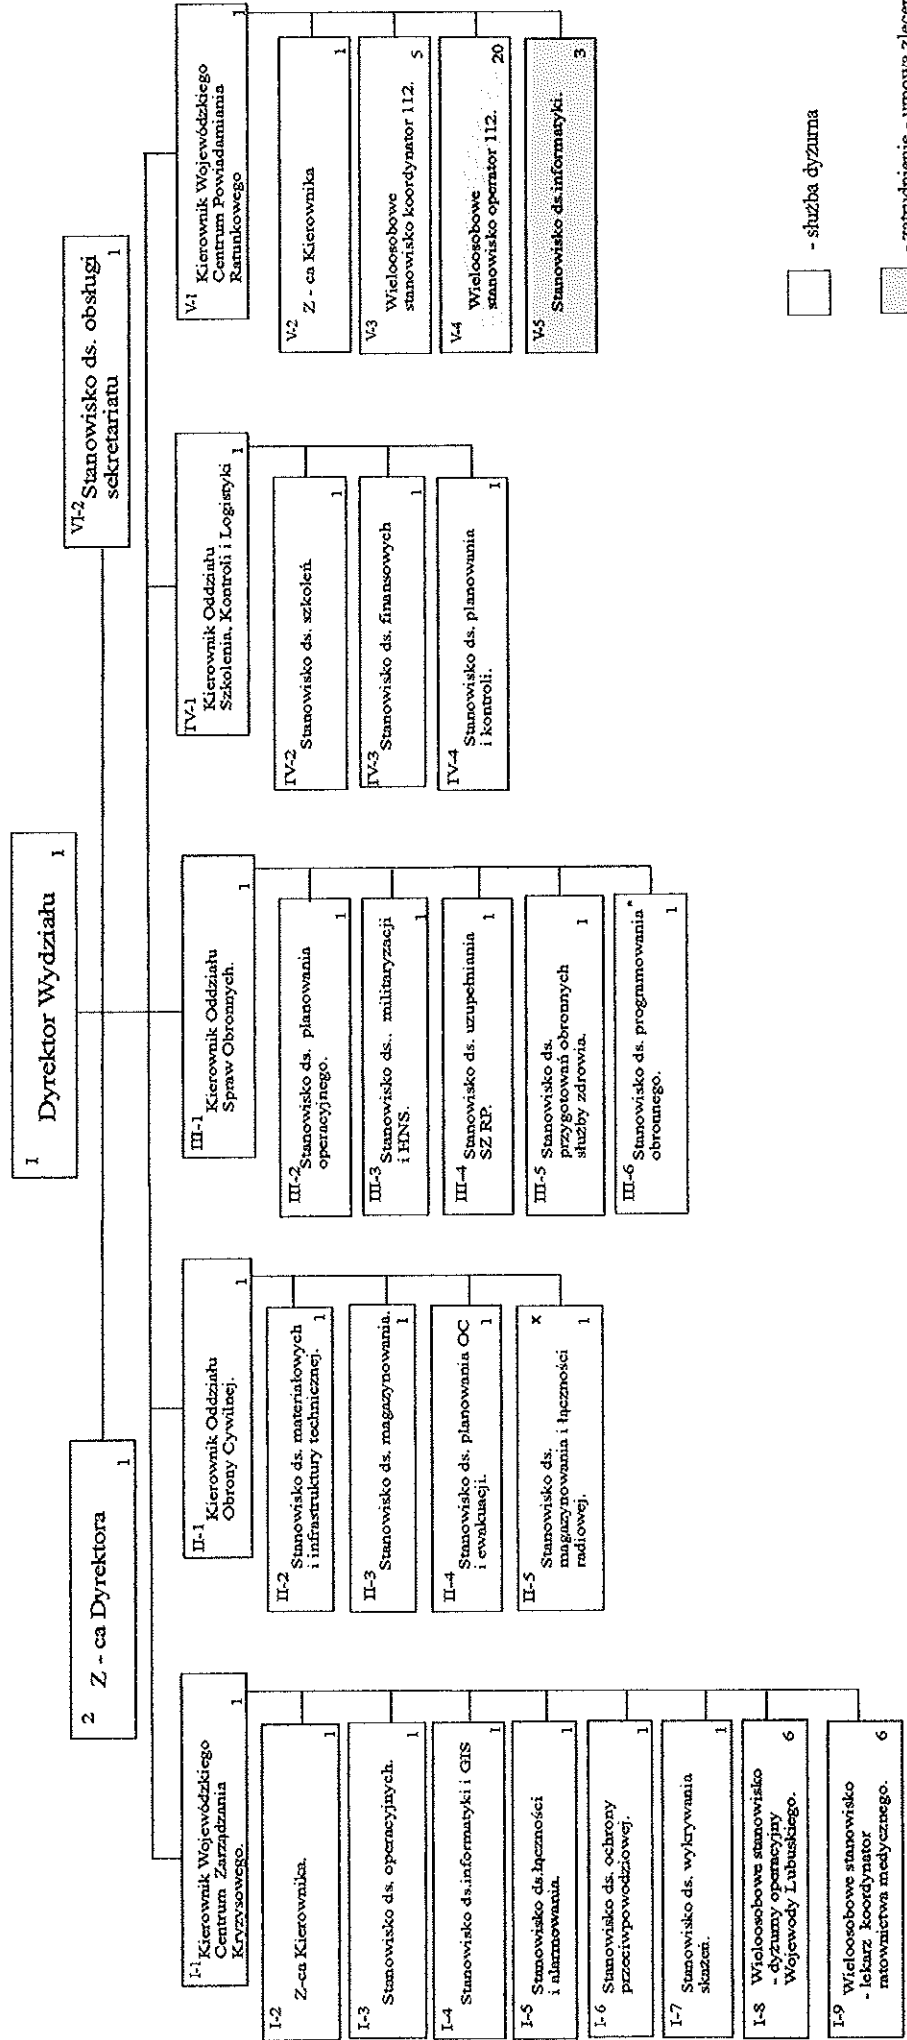 1 Dyrektor Wydziału 1
2 Z - ca Dyrektora 1
VI-2 Stanowisko ds. obsługi
sekretariatu 1
I-1 Kierownik Wojewódzkiego
Centrum Zarządzania
Kryzysowego. 1
I-2 Z-ca Kierownika. 1
I-3 Stanowisko ds. operacyjnych. 1
I-4 Stanowisko ds.informatyki i GIS 1
I-5 Stanowisko ds.łączności
i alarmowania. 1
I-6 Stanowisko ds. ochrony
przeciwpowodziowej. 1
I-7 Stanowisko ds. wykrywania
skażeń. 1
I-8 Wieloosobowe stanowisko
- dyżurny operacyjny
Wojewody Lubuskiego. 6
I-9 Wieloosobowe stanowisko
- lekarz koordynator
ratownictwa medycznego. 6
II-1 Kierownik Oddziału
Obrony Cywilnej. 1
II-2 Stanowisko ds. materiałowych
i infrastruktury technicznej. 1
II-3 Stanowisko ds. magazynowania. 1
II-4 Stanowisko ds. planowania OC
i ewakuacji. 1
II-5 Stanowisko ds. x
magazynowania i łączności
radiowej. 1
III-1 Kierownik Oddziału
Spraw Obronnych. 1
III-2 Stanowisko ds. planowania
operacyjnego. 1
III-3 Stanowisko ds.. militaryzacji
i HNS. 1
III-4 Stanowisko ds. uzupełniania
SZ RP. 1
III-5 Stanowisko ds.
przygotowań obronnych
służby zdrowia. 1
III-6 Stanowisko ds. programowania*
obronnego. 1
IV-1 Kierownik Oddziału
Szkolenia, Kontroli i Logistyki 1
IV-2 Stanowisko ds. szkoleń. 1
IV-3 Stanowisko ds. finansowych 1
IV-4 Stanowisko ds. planowania
i kontroli. 1
V-1 Kierownik Wojewódzkiego
Centrum Powiadamiania
Ratunkowego 1
V-2 Z - ca Kierownika 1
V-3 Wieloosobowe
stanowisko koordynator 112. 5
V-4 Wieloosobowe
stanowisko operator 112. 20
V-5 Stanowisko ds.informatyki. 3
- służba dyżurna